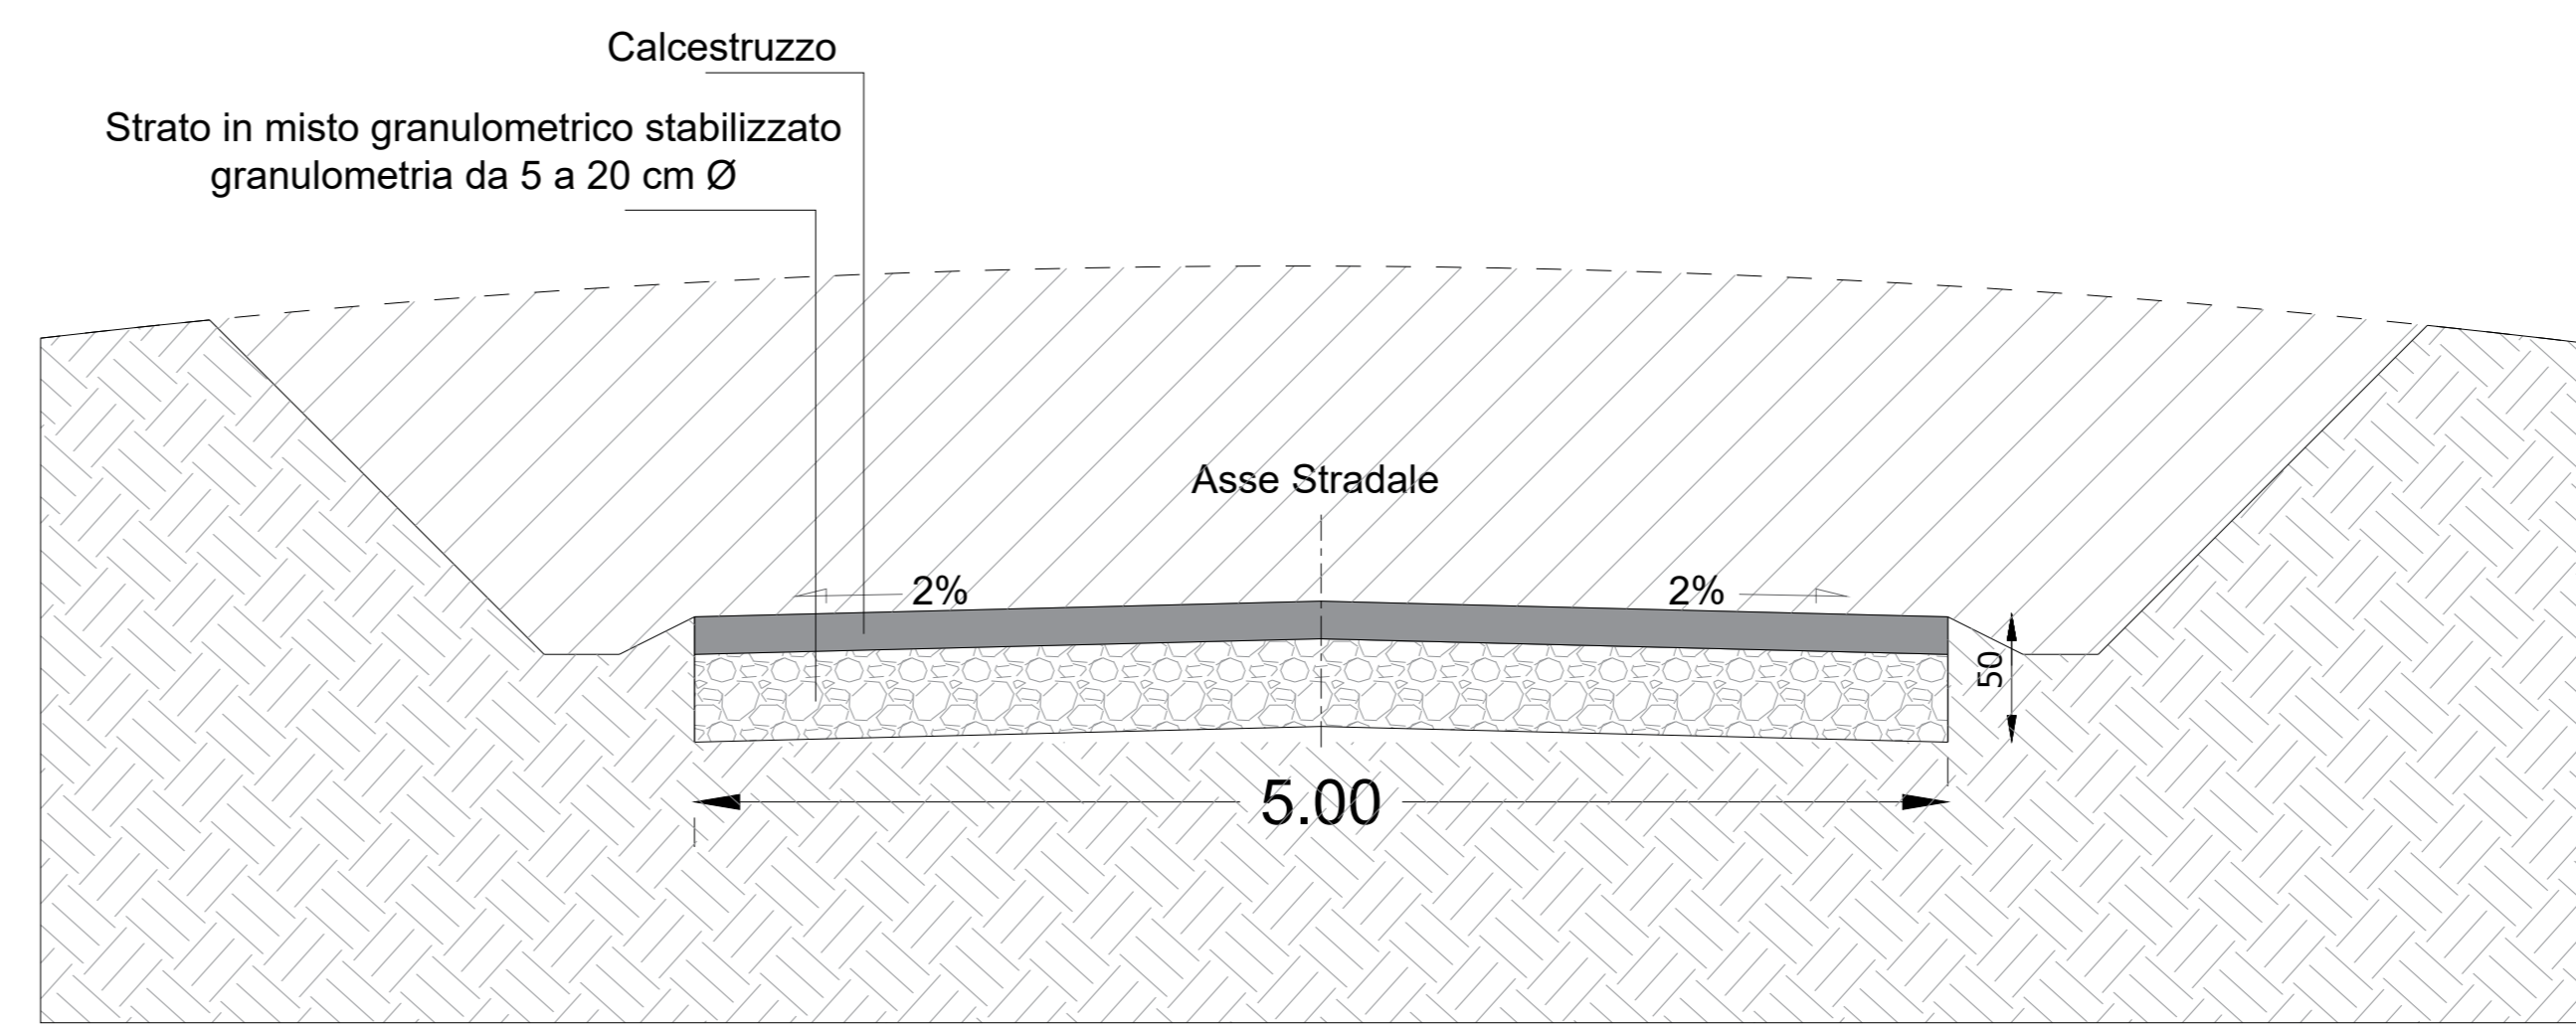 Calcestruzzo
Strato in misto granulometrico stabilizzato
granulometria da 5 a 20 cm Ø
Asse Stradale
2%
2%
50
5.00